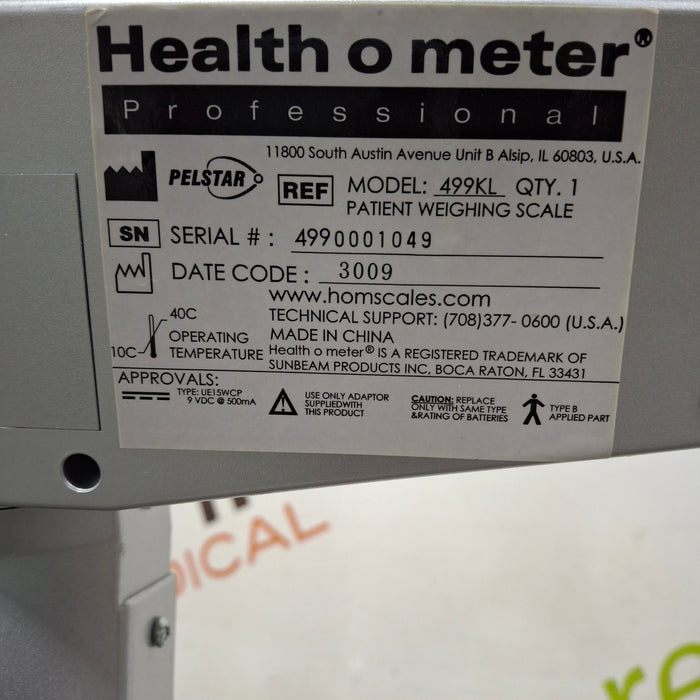 Health o meter®
Professional
11800 South Austin Avenue Unit B Alsip, IL 60803, U.S.A.
PELSTAR
REF
MODEL: 499KL QTY. 1
PATIENT WEIGHING SCALE
SN SERIAL # : 4990001049
DATE CODE : 3009
www.homscales.com
40C
10C
OPERATING
TEMPERATURE
TECHNICAL SUPPORT: (708)377- 0600 (U.S.A.)
MADE IN CHINA
Health o meter® IS A REGISTERED TRADEMARK OF
SUNBEAM PRODUCTS INC, BOCA RATON, FL 33431
APPROVALS:
TYPE: UE15WCP
9 VDC @ 500mA
USE ONLY ADAPTOR
SUPPLIEDWITH
THIS PRODUCT
CAUTION: REPLACE
ONLY WITH SAME TYPE
&RATING OF BATTERIES
TYPE B
APPLIED PART
DICAL
re